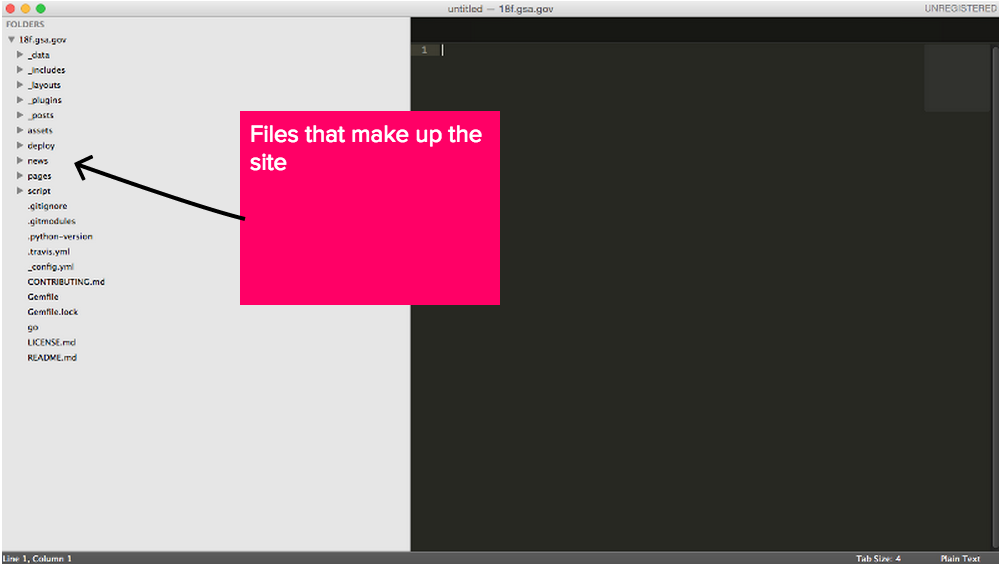 untitled — 18f.gsa.gov
UNREGISTERED
FOLDERS
18f.gsa.gov
_data
_includes
_layouts
_plugins
_posts
assets
deploy
news
pages
script
.gitignore
.gitmodules
.python-version
.travis.yml
_config.yml
CONTRIBUTING.md
Gemfile
Gemfile.lock
go
LICENSE.md
README.md
1
Files that make up the
site
Line 1, Column 1
Tab Size: 4
Plain Text